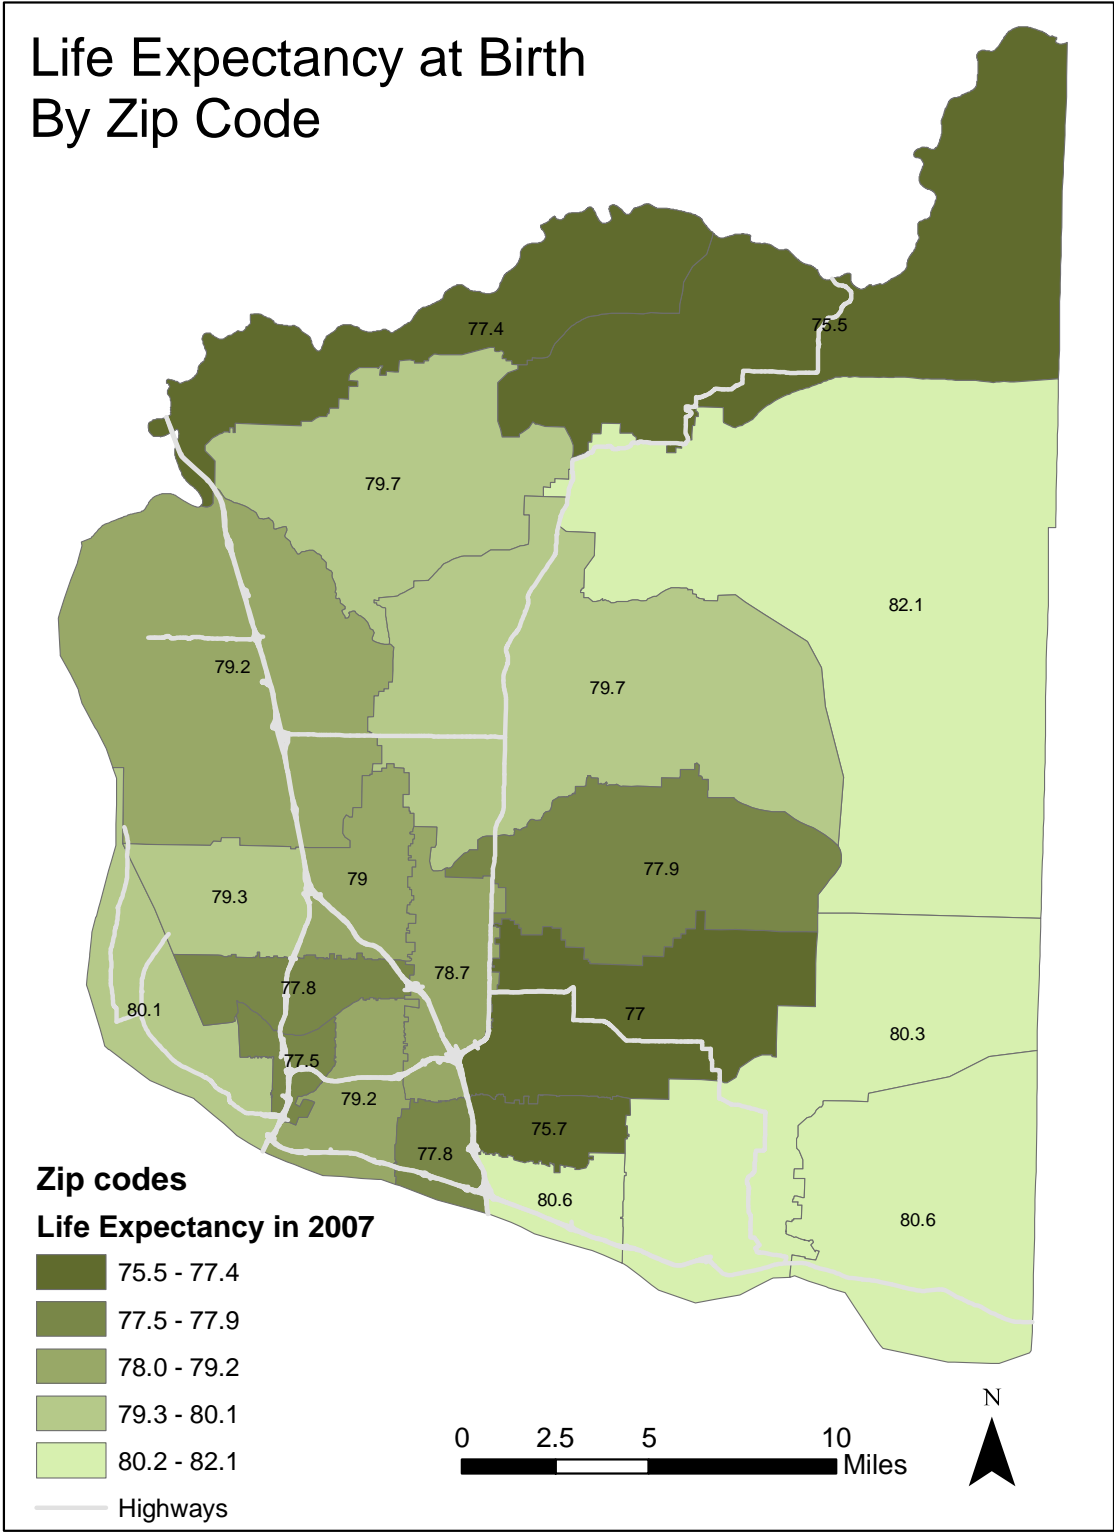 Life Expectancy at Birth
By Zip Code
77.4
75.5
79.7
82.1
79.2
79.7
77.9
79
79.3
78.7
77.8
80.1
77
80.3
77.5
79.2
75.7
77.8
80.6
80.6
Zip codes
Life Expectancy in 2007
75.5 - 77.4
77.5 - 77.9
78.0 - 79.2
79.3 - 80.1
80.2 - 82.1
Highways
0 2.5 5 10
Miles
N